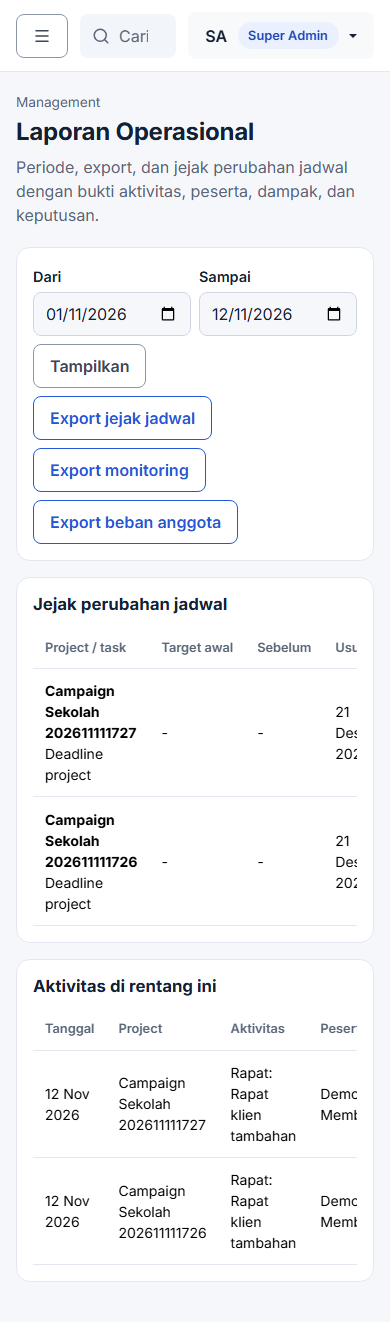 Cari
SA Super Admin
Management
Laporan Operasional
Periode, export, dan jejak perubahan jadwal
dengan bukti aktivitas, peserta, dampak, dan
keputusan.
Dari Sampai
01/11/2026 12/11/2026
Tampilkan
Export jejak jadwal
Export monitoring
Export beban anggota
Jejak perubahan jadwal
Project / task Target awal Sebelum
Campaign
Sekolah
202611111727
Deadline
project
- -
21
Campaign
Sekolah
202611111726
Deadline
project
- -
21
Aktivitas di rentang ini
Tanggal Project Aktivitas
12 Nov
2026
Campaign
Sekolah
202611111727
Rapat:
Rapat
klien
tambahan
12 Nov
2026
Campaign
Sekolah
202611111726
Rapat:
Rapat
klien
tambahan